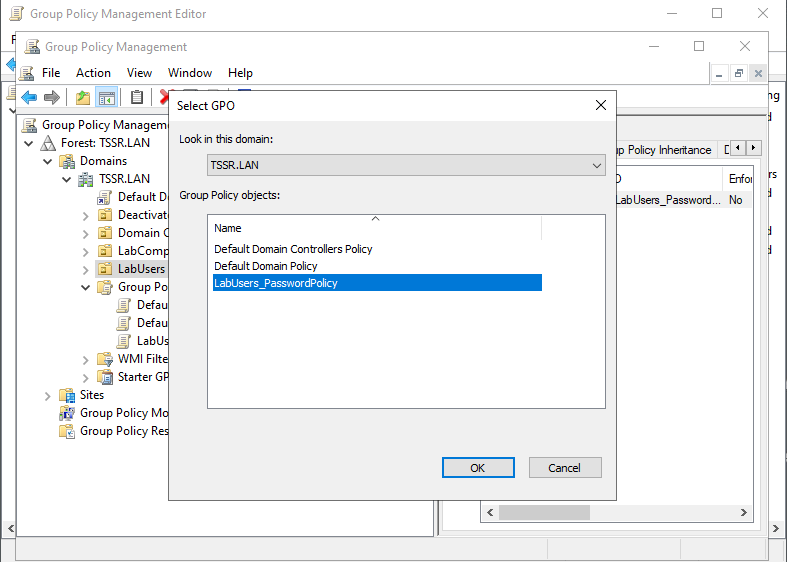 Group Policy Management Editor
Group Policy Management
File Action View Window Help
Group Policy Manageme
Forest: TSSR.LAN
Domains
TSSR.LAN
Default D
Deactivat
Domain C
LabComp
LabUsers
Group Po
Defau
Defau
LabUs
WMI Filte
Starter GP
Sites
Group Policy Mo
Group Policy Res
Select GPO
Look in this domain:
TSSR.LAN
Group Policy objects:
Name
Default Domain Controllers Policy
Default Domain Policy
LabUsers_PasswordPolicy
OK Cancel
up Policy Inheritance
Enfor
LabUsers_Password... No